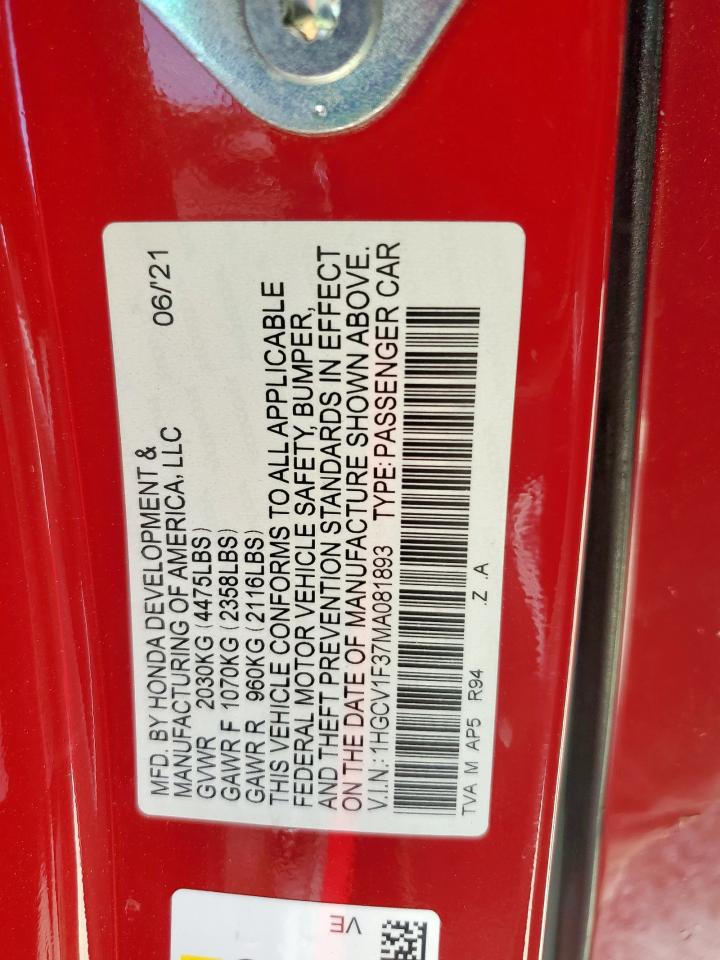 MFD. BY HONDA DEVELOPMENT & 06/'21
MANUFACTURING OF AMERICA, LLC
GVWR 2030KG (4475LBS)
GAWR F 1070KG (2358LBS)
GAWR R 960KG (2116LBS)
THIS VEHICLE CONFORMS TO ALL APPLICABLE
FEDERAL MOTOR VEHICLE SAFETY, BUMPER,
AND THEFT PREVENTION STANDARDS IN EFFECT
ON THE DATE OF MANUFACTURE SHOWN ABOVE.
V.I.N.: 1HGCV1F37MA081893 TYPE: PASSENGER CAR
TVA M AP5 R94 .Z .A
VE